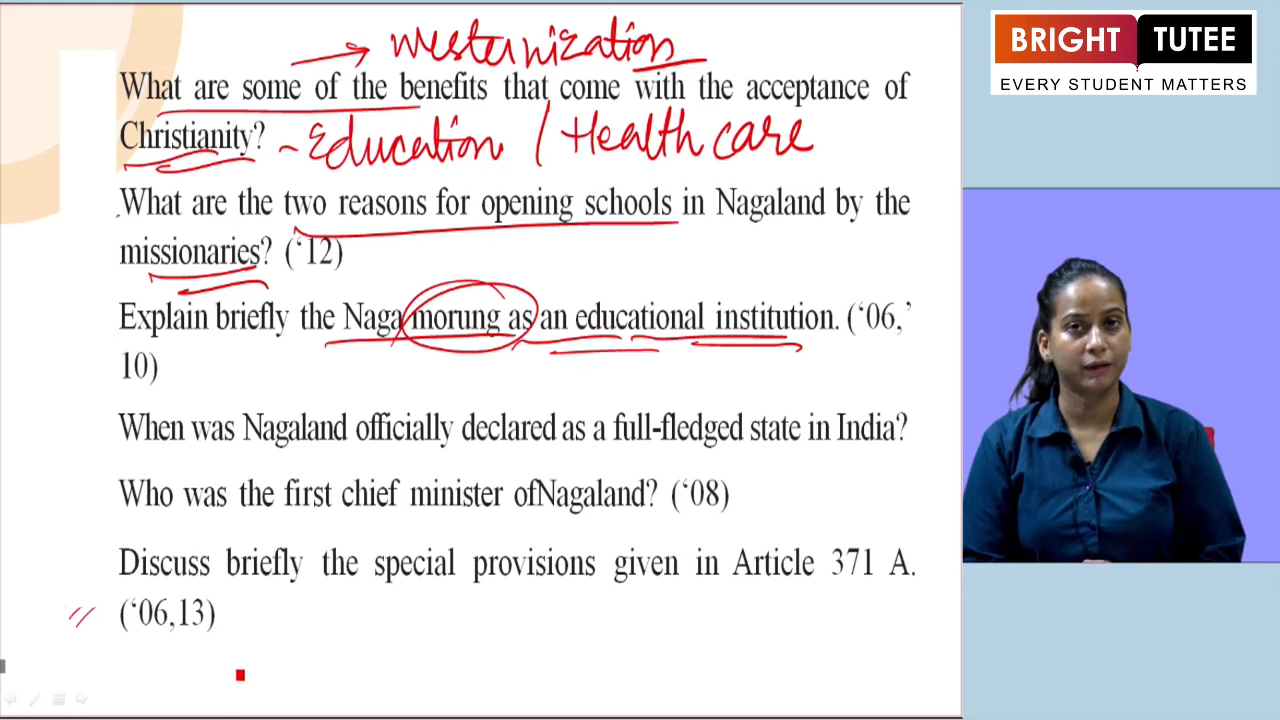 westernization
What are some of the benefits that come with the acceptance of
Christianity? - Education / Health care
What are the two reasons for opening schools in Nagaland by the
missionaries? (‘12)
Explain briefly the Naga morung as an educational institution. (‘06,’
10)
When was Nagaland officially declared as a full-fledged state in India?
Who was the first chief minister ofNagaland? (‘08)
Discuss briefly the special provisions given in Article 371 A.
(‘06,13)
BRIGHT TUTEE
EVERY STUDENT MATTERS